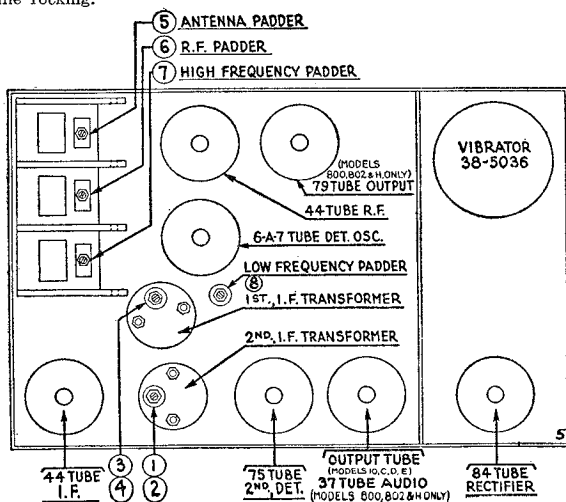 ⑤ ANTENNA PADDER
⑥ R.F. PADDER
⑦ HIGH FREQUENCY PADDER
VIBRATOR
38-5036
(MODELS
800,802 & H,ONLY)
79 TUBE OUTPUT
44 TUBE R.F.
6-A-7 TUBE DET. OSC.
LOW FREQUENCY PADDER
⑧
1ST., I.F. TRANSFORMER
2ND., I.F. TRANSFORMER
44 TUBE
I.F.
③
④
①
②
75 TUBE
2ND. DET.
OUTPUT TUBE
(MODELS 10,C,D,E)
37 TUBE AUDIO
(MODELS 800,802 & H ONLY)
84 TUBE
RECTIFIER
5